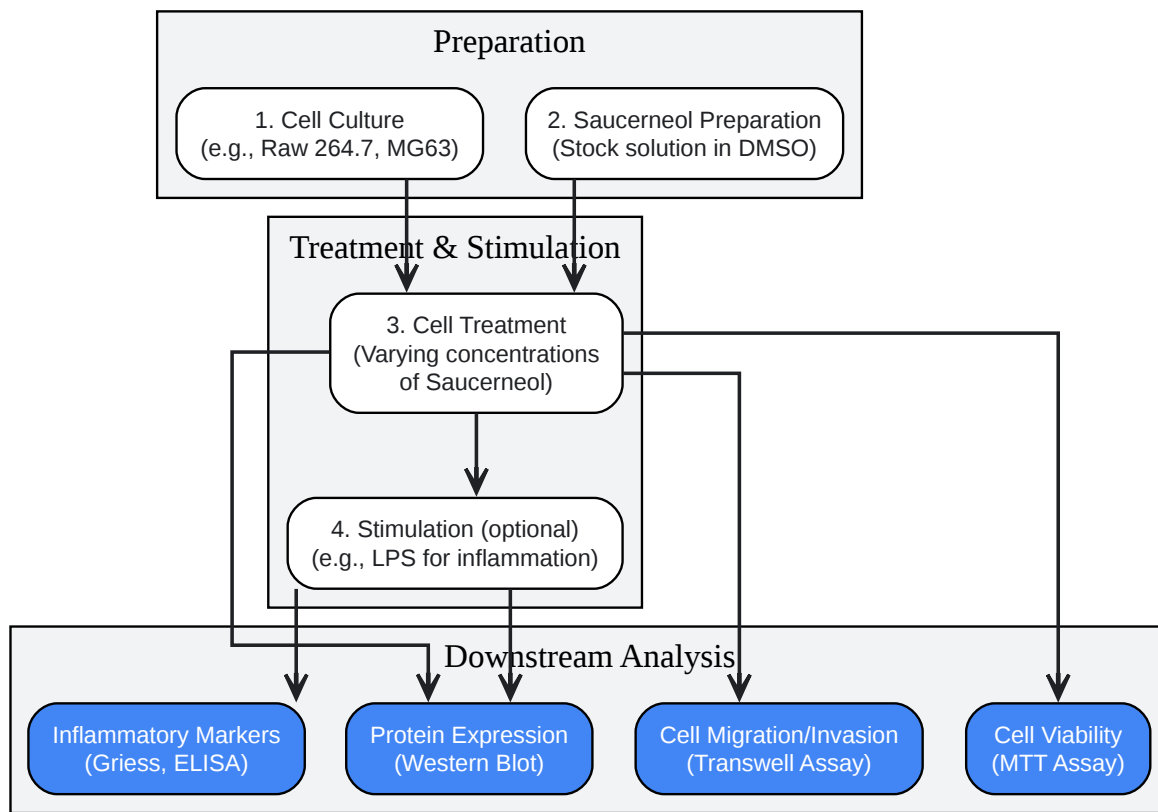 Preparation
1. Cell Culture
(e.g., Raw 264.7, MG63)
2. Saucerneol Preparation
(Stock solution in DMSO)
Treatment & Stimulation
3. Cell Treatment
(Varying concentrations
of Saucerneol)
4. Stimulation (optional)
(e.g., LPS for inflammation)
Downstream Analysis
Inflammatory Markers
(Griess, ELISA)
Protein Expression
(Western Blot)
Cell Migration/Invasion
(Transwell Assay)
Cell Viability
(MTT Assay)